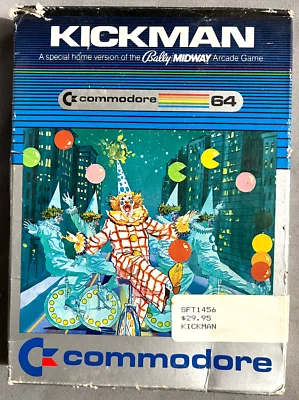 KICKMAN
A special home version of the Bally MIDWAY Arcade Game
commodore 64
SFT1456
$29.95
KICKMAN
commodore